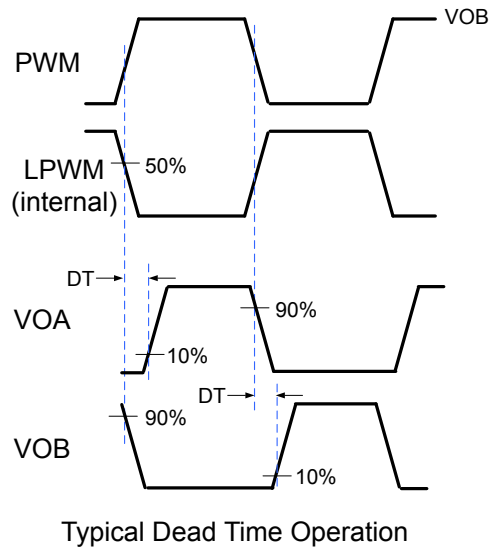 VOB
PWM
LPWM
(internal)
50%
DT
VOA
90%
10%
DT
90%
VOB
10%
Typical Dead Time Operation